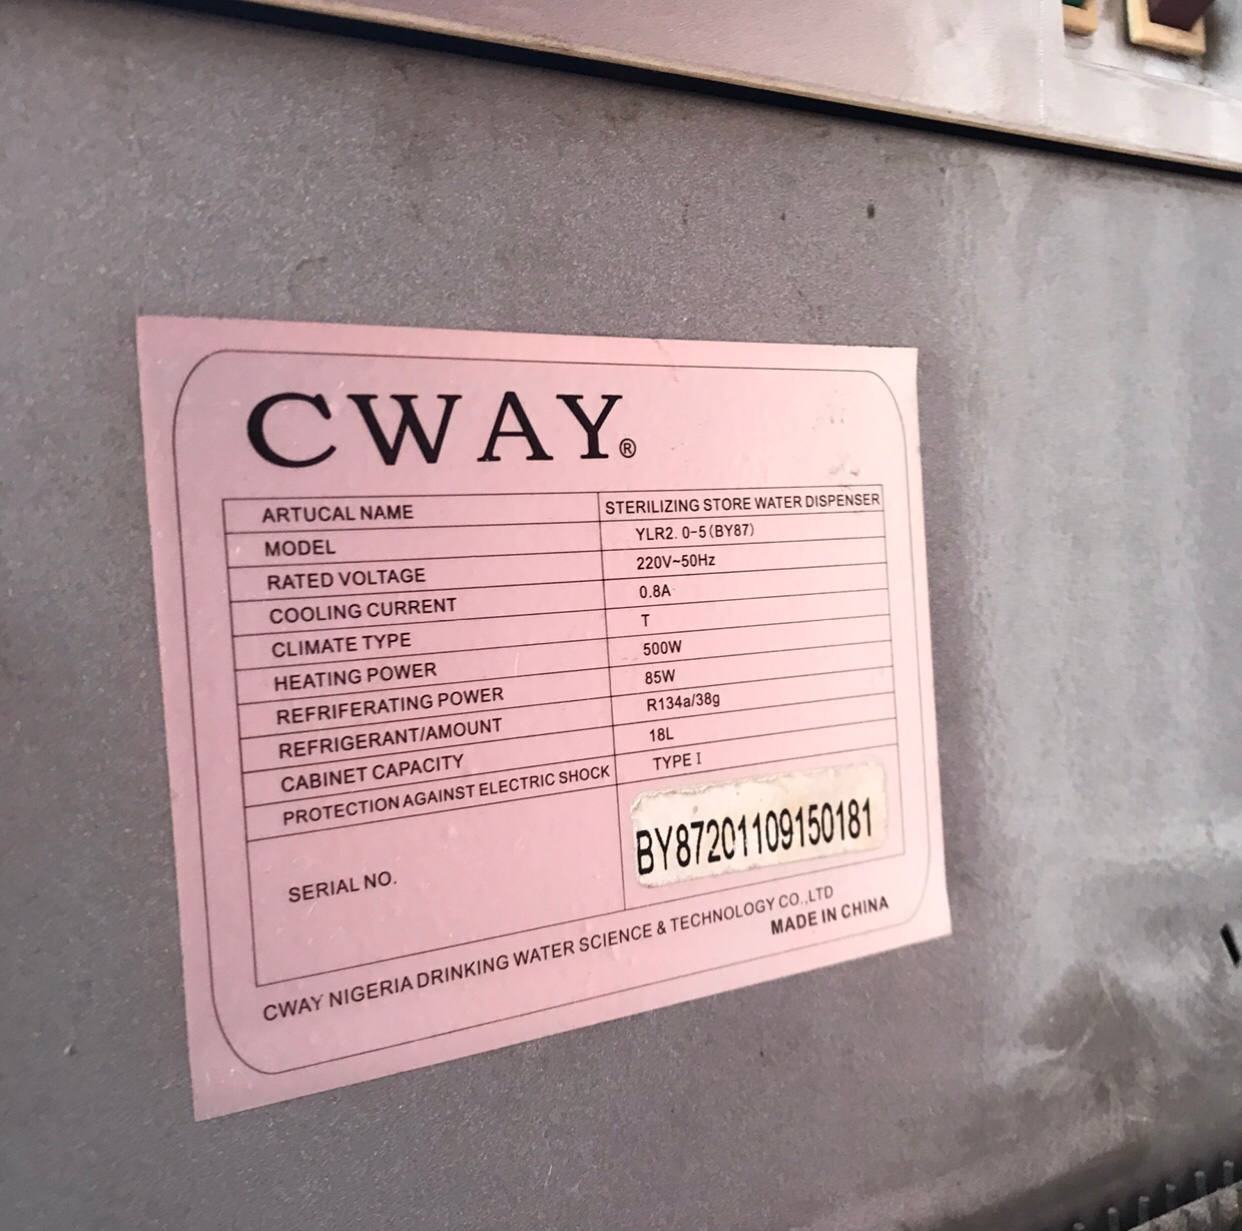 CWAY®
ARTUCAL NAME STERILIZING STORE WATER DISPENSER
MODEL YLR2.0-5(BY87)
RATED VOLTAGE 220V~50Hz
COOLING CURRENT 0.8A
CLIMATE TYPE T
HEATING POWER 500W
REFRIFERATING POWER 85W
REFRIGERANT/AMOUNT R134a/38g
CABINET CAPACITY 18L
PROTECTION AGAINST ELECTRIC SHOCK TYPE I
SERIAL NO. BY87201109150181
CWAY NIGERIA DRINKING WATER SCIENCE & TECHNOLOGY CO.,LTD
MADE IN CHINA